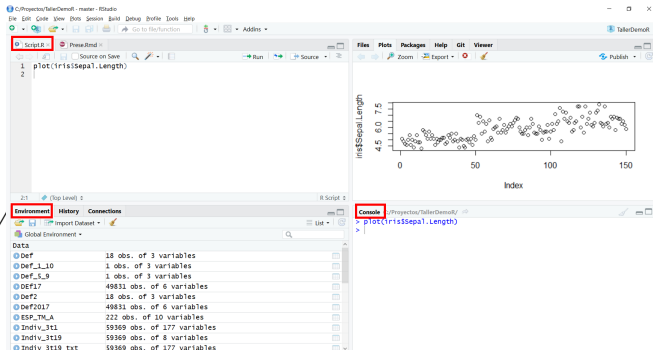 C:/Proyectos/TallerDemoR - master - RStudio
File Edit Code View Plots Session Build Debug Profile Tools Help
Go to file/function Addins TallerDemoR
Script.R Prese.Rmd
Source on Save Run Source
1 plot(iris$Sepal.Length)
2
2:1 (Top Level) R Script
Files Plots Packages Help Git Viewer
Zoom Export Publish
iris$Sepal.Length
4.5 6.0 7.5
0 50 100 150
Index
Environment History Connections
Import Dataset List
Global Environment
Data
Def 18 obs. of 3 variables
Def_1_10 1 obs. of 3 variables
Def_5_9 1 obs. of 3 variables
DEf17 49831 obs. of 6 variables
Def2 18 obs. of 3 variables
Def2017 49831 obs. of 6 variables
ESP_TM_A 222 obs. of 10 variables
Indiv_3t1 59369 obs. of 177 variables
Indiv_3t19 59369 obs. of 8 variables
Indiv_3t19_txt 59369 obs. of 177 variables
Console C:/Proyectos/TallerDemoR/
> plot(iris$Sepal.Length)
>